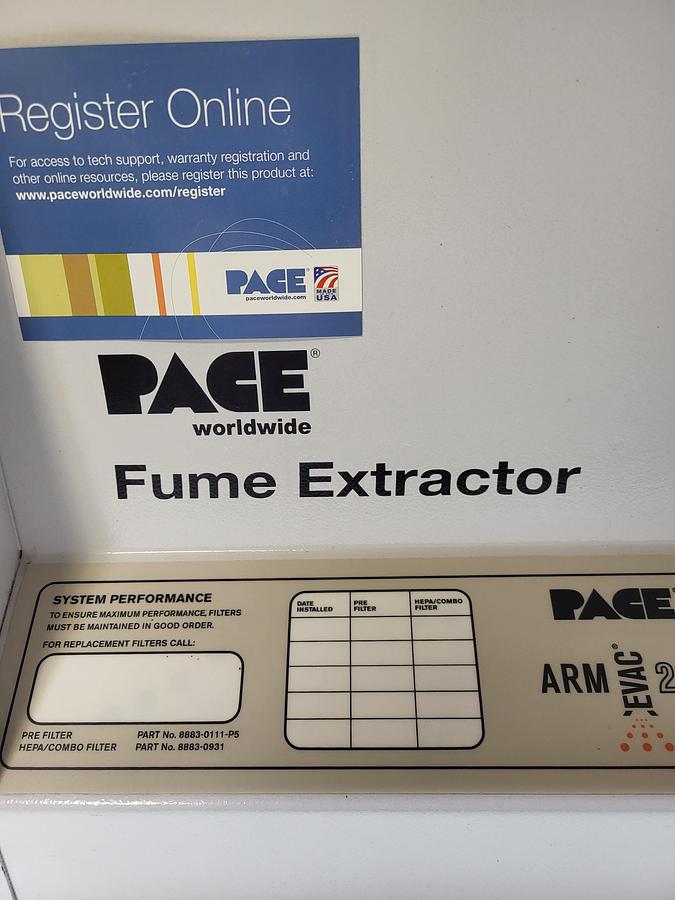 Register Online
For access to tech support, warranty registration and
other online resources, please register this product at:
www.paceworldwide.com/register
PACE®
paceworldwide.com
MADE
IN THE
USA
PACE®
worldwide
Fume Extractor
SYSTEM PERFORMANCE
TO ENSURE MAXIMUM PERFORMANCE, FILTERS
MUST BE MAINTAINED IN GOOD ORDER.
FOR REPLACEMENT FILTERS CALL:
PRE FILTER PART No. 8883-0111-P5
HEPA/COMBO FILTER PART No. 8883-0931
DATE
INSTALLED
PRE
FILTER
HEPA/COMBO
FILTER
PACE
ARM EVAC® 2